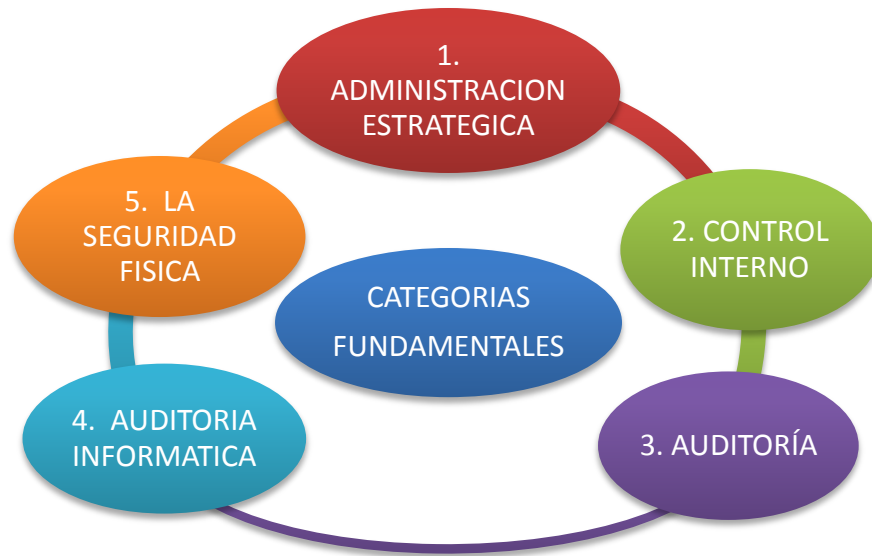 1.
ADMINISTRACION
ESTRATEGICA
2. CONTROL
INTERNO
3. AUDITORÍA
4. AUDITORIA
INFORMATICA
5. LA
SEGURIDAD
FISICA
CATEGORIAS
FUNDAMENTALES